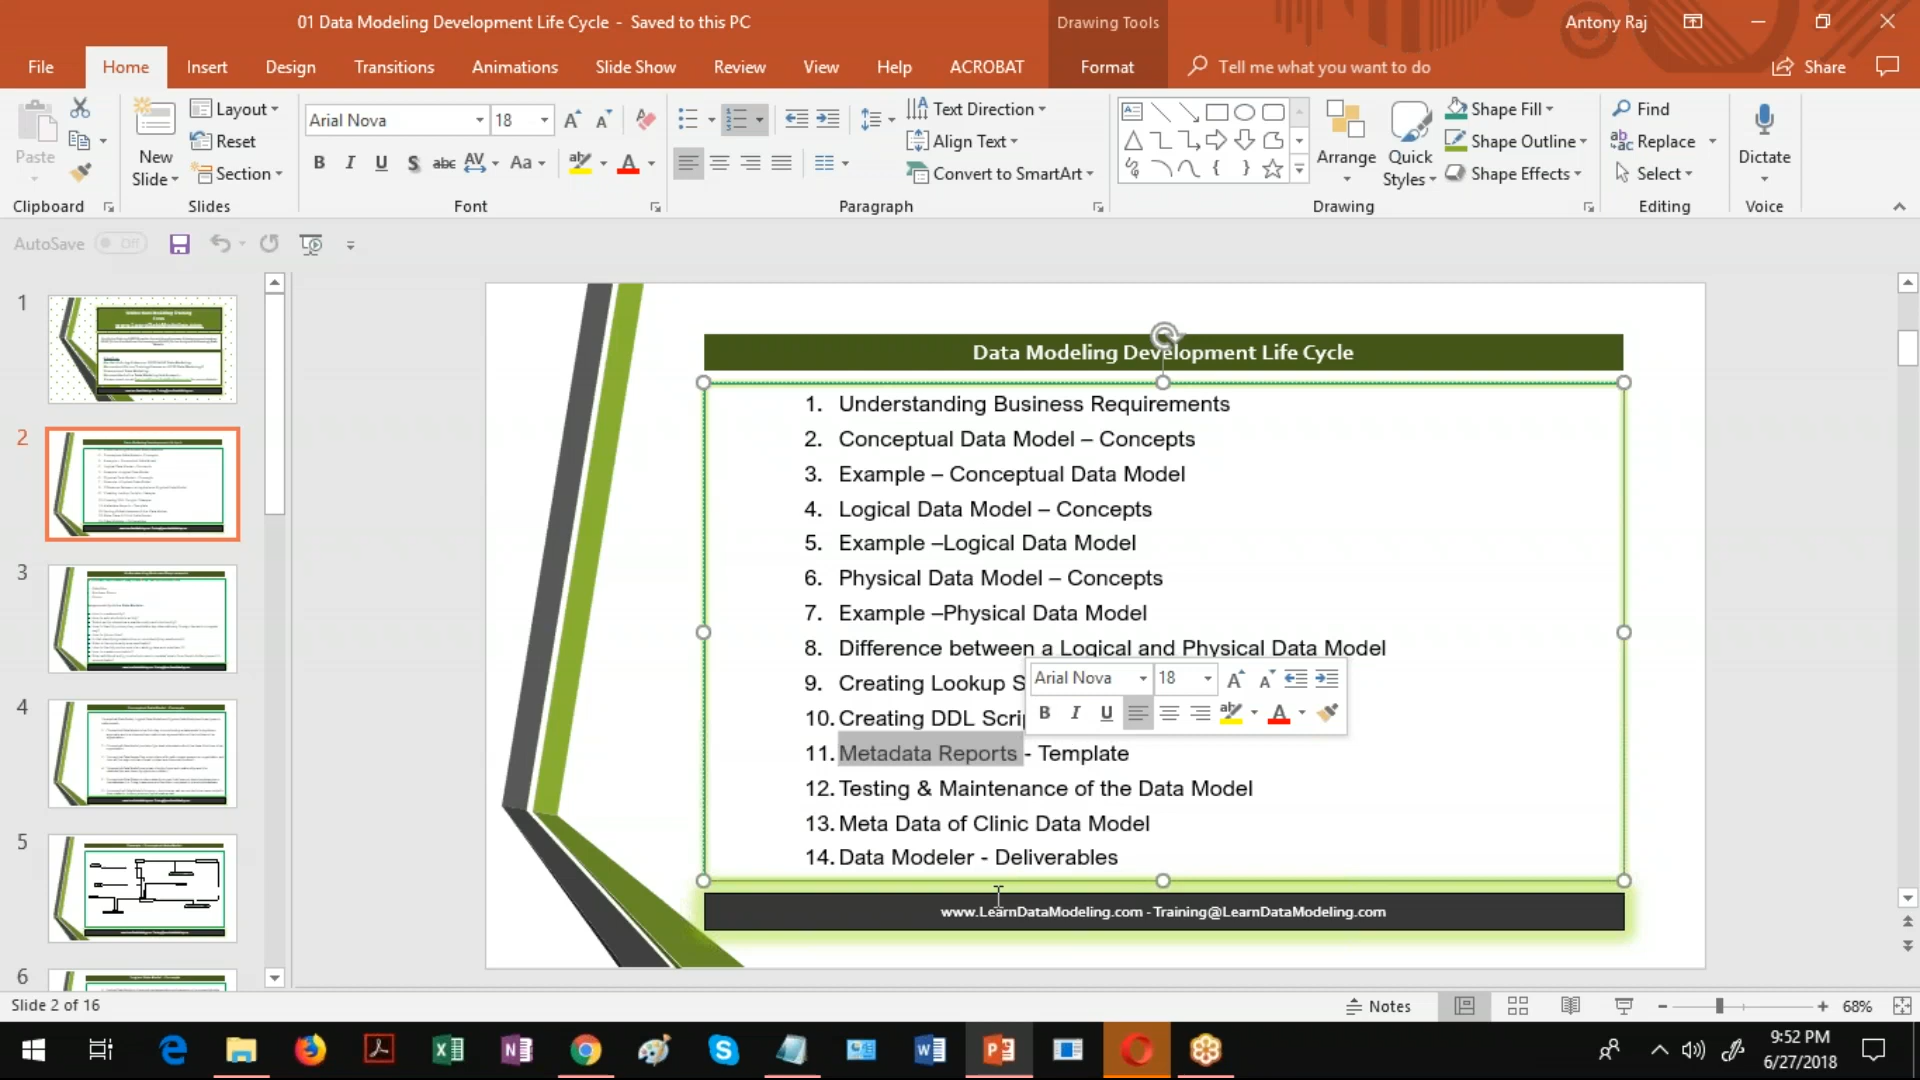 01 Data Modeling Development Life Cycle - Saved to this PC
Drawing Tools
Antony Raj
File Home Insert Design Transitions Animations Slide Show Review View Help ACROBAT Format Tell me what you want to do Share
Paste
New Slide
Layout
Reset
Section
Arial Nova 18
B I U S abc AV Aa A
Text Direction
Align Text
Convert to SmartArt
Arrange
Quick Styles
Shape Fill
Shape Outline
Shape Effects
Find
Replace
Select
Dictate
Clipboard Slides Font Paragraph Drawing Editing Voice
AutoSave Off
1
2
3
4
5
6
Data Modeling Development Life Cycle
1. Understanding Business Requirements
2. Conceptual Data Model – Concepts
3. Example – Conceptual Data Model
4. Logical Data Model – Concepts
5. Example –Logical Data Model
6. Physical Data Model – Concepts
7. Example –Physical Data Model
8. Difference between a Logical and Physical Data Model
9. Creating Lookup S
10. Creating DDL Scrip
11. Metadata Reports - Template
12. Testing & Maintenance of the Data Model
13. Meta Data of Clinic Data Model
14. Data Modeler - Deliverables
Arial Nova 18
B I U A
www.LearnDataModeling.com - Training@LearnDataModeling.com
Slide 2 of 16
Notes
68%
9:52 PM
6/27/2018